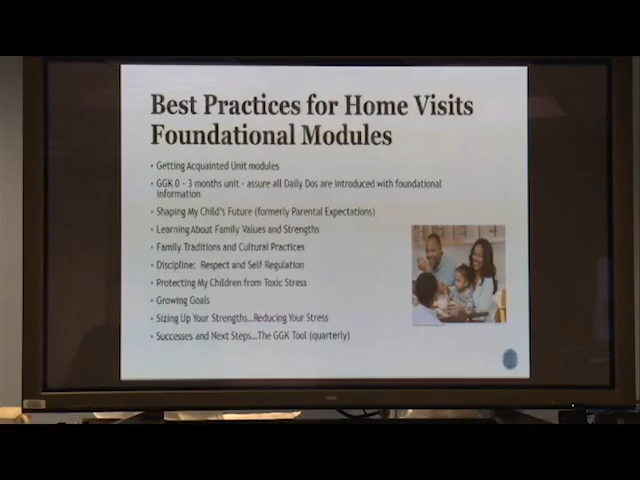 Best Practices for Home Visits
Foundational Modules
• Getting Acquainted Unit modules
• GGK 0 - 3 months unit - assure all Daily Dos are introduced with foundational
information
• Shaping My Child's Future (formerly Parental Expectations)
• Learning About Family Values and Strengths
• Family Traditions and Cultural Practices
• Discipline: Respect and Self Regulation
• Protecting My Children from Toxic Stress
• Growing Goals
• Sizing Up Your Strengths...Reducing Your Stress
• Successes and Next Steps...The GGK Tool (quarterly)